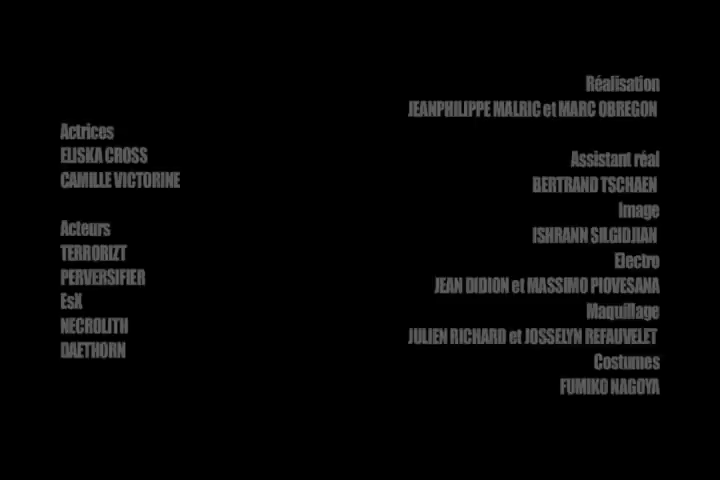 Actrices
ELISKA CROSS
CAMILLE VICTORINE
Acteurs
TERRORIZT
PERVERSIFIER
EsX
NECROLITH
DAETHORN
Réalisation
JEANPHILIPPE MALRIC et MARC OBREGON
Assistant réal
BERTRAND TSCHAEN
Image
ISHRANN SILGIDJIAN
Electro
JEAN DIDION et MASSIMO PIOVESANA
Maquillage
JULIEN RICHARD et JOSSELYN REFAUVELET
Costumes
FUMIKO NAGOYA